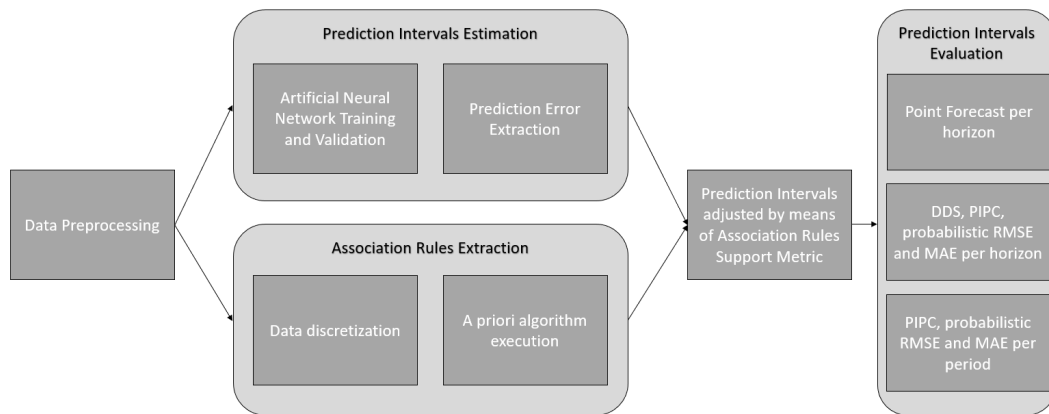 Data Preprocessing
Prediction Intervals Estimation
Artificial Neural
Network Training
and Validation
Prediction Error
Extraction
Association Rules Extraction
Data discretization
A priori algorithm
execution
Prediction Intervals
adjusted by means
of Association Rules
Support Metric
Prediction Intervals
Evaluation
Point Forecast per
horizon
DDS, PIPC,
probabilistic RMSE
and MAE per horizon
PIPC, probabilistic
RMSE and MAE per
period